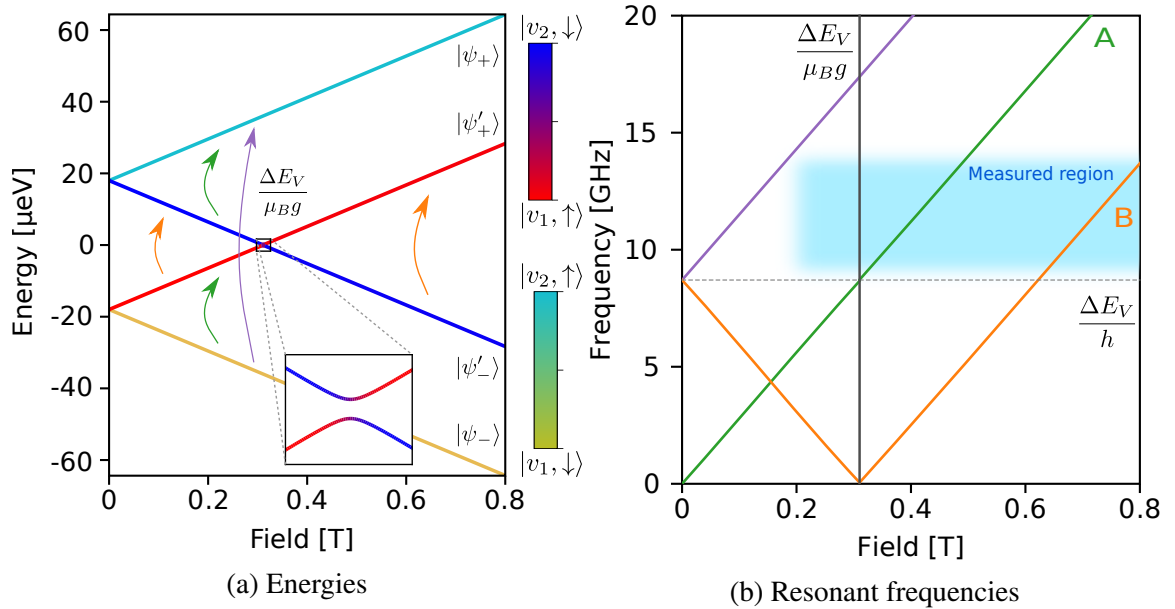 60
40
20
0
-20
-40
-60
Energy [µeV]
0
0.2
0.4
0.6
0.8
Field [T]
|ψ₊⟩
|ψ′₊⟩
|ψ′₋⟩
|ψ₋⟩
ΔE_V
μ_B g
|v₂,↓⟩
|v₁,↑⟩
|v₂,↑⟩
|v₁,↓⟩
(a) Energies
20
15
10
5
0
Frequency [GHz]
0
0.2
0.4
0.6
0.8
Field [T]
ΔE_V
μ_B g
A
Measured region
B
ΔE_V
h
(b) Resonant frequencies